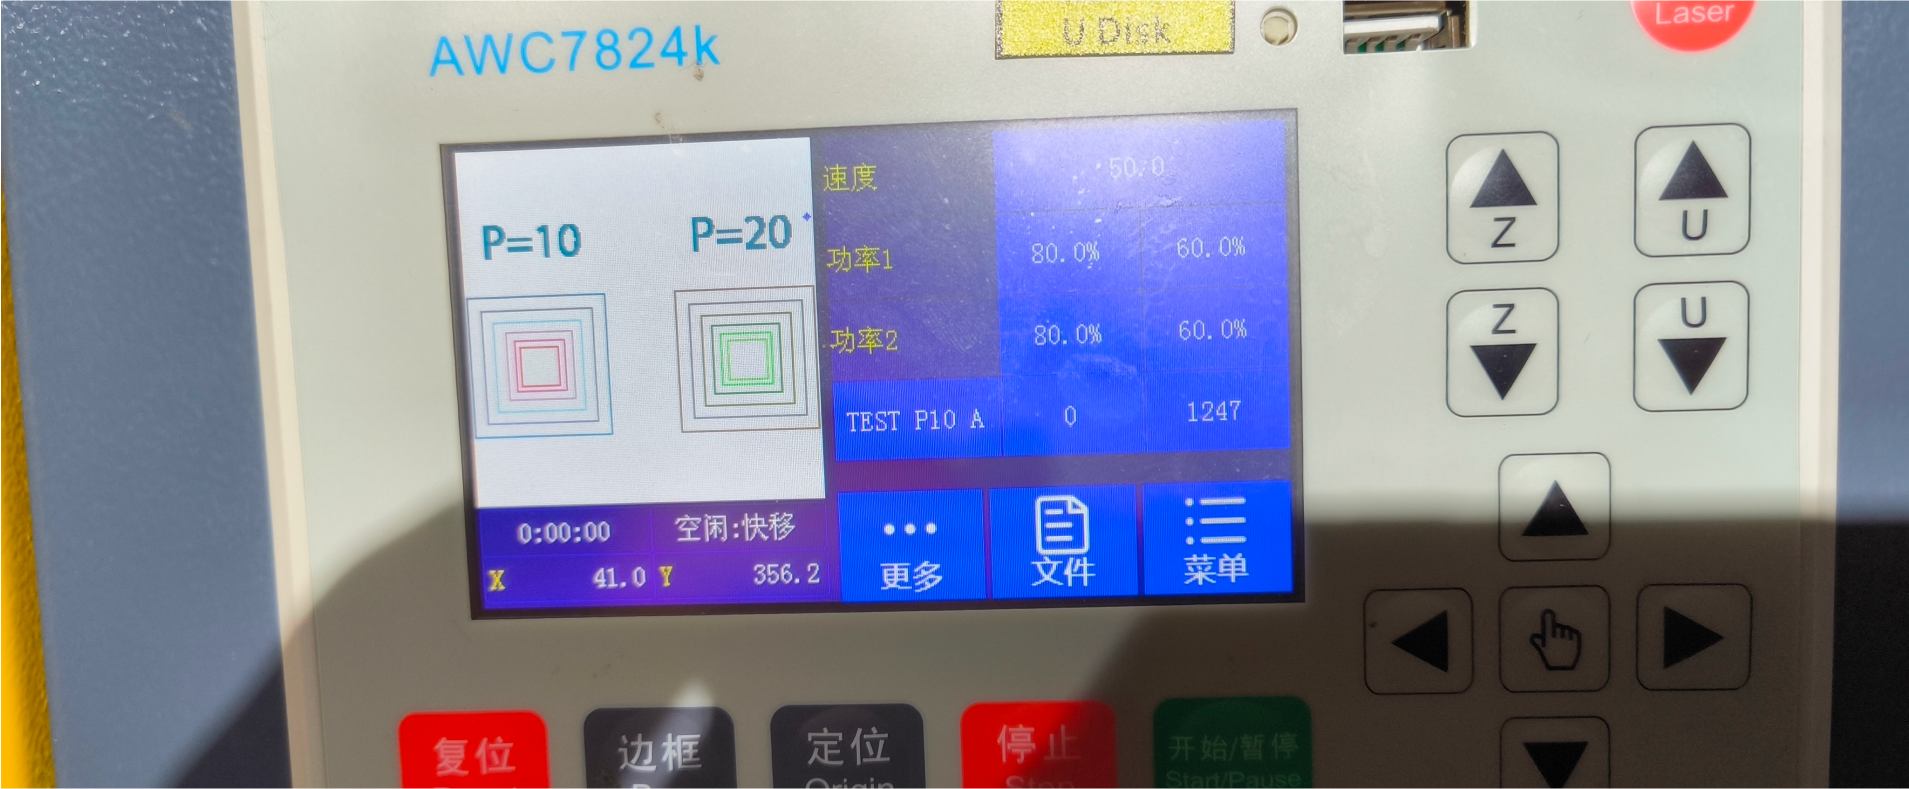 AWC7824k
U Disk
Laser
P=10
P=20
速度
50.0
功率1
80.0%
60.0%
功率2
80.0%
60.0%
TEST P10 A
0
1247
0:00:00
空闲:快移
X
41.0
Y
356.2
更多
文件
菜单
Z
U
Z
U
复位
边框
定位
Origin
停止
Stop
开始/暂停
Start/Pause